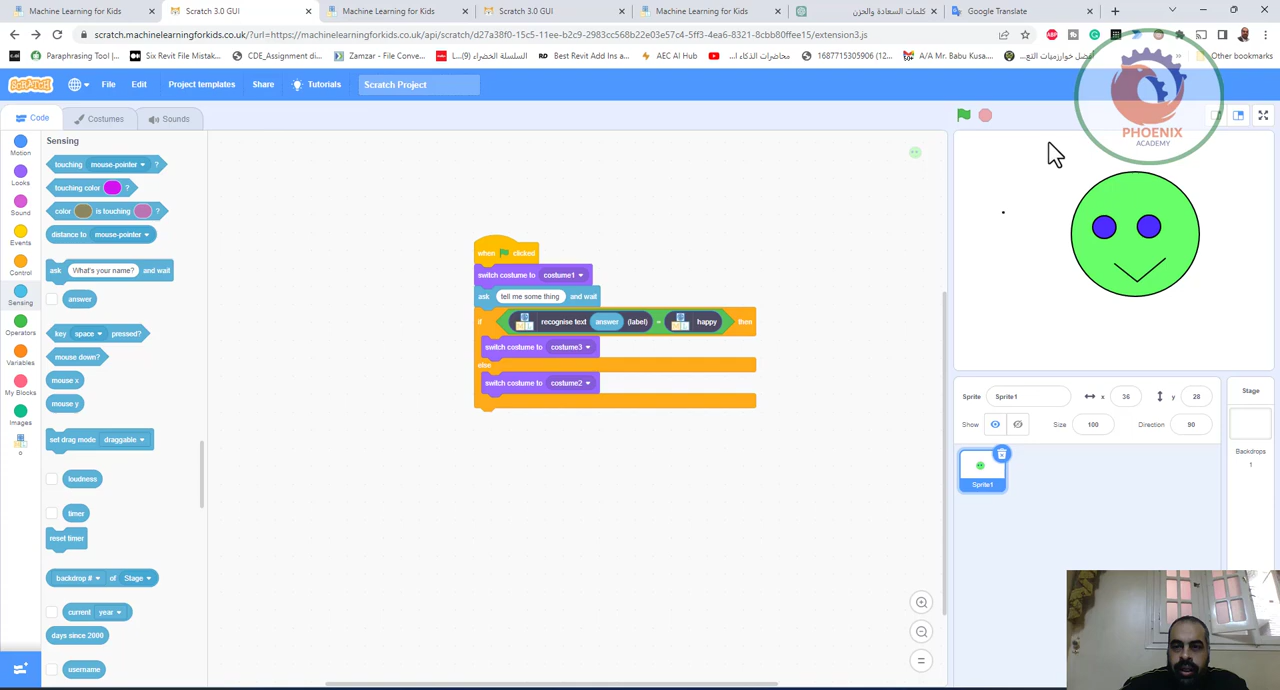 Machine Learning for Kids
Scratch 3.0 GUI
Machine Learning for Kids
Scratch 3.0 GUI
Machine Learning for Kids
كلمات السعادة والحزن
Google Translate
scratch.machinelearningforkids.co.uk/?url=https://machinelearningforkids.co.uk/api/scratch/d27a38f0-15c5-11ee-b2c9-2983cc368b22e03e57c4-5ff3-4ea6-8321-8cbb80ffee15/extension3.js
Paraphrasing Tool |...
Six Revit File Mistak...
CDE_Assignment di...
Zamzar - File Conve...
السلسلة الخضراء (9)...
RD Best Revit Add Ins a...
AEC AI Hub
محاضرات الذكاء ا...
1687715305906 (12...
A/A Mr. Babu Kusa...
أفضل خوارزميات التع...
Other bookmarks
SCRATCH
File
Edit
Project templates
Share
Tutorials
Scratch Project
PHOENIX
ACADEMY
Code
Costumes
Sounds
Motion
Looks
Sound
Events
Control
Sensing
Operators
Variables
My Blocks
Images
o
Sensing
touching mouse-pointer ?
touching color ?
color is touching ?
distance to mouse-pointer
ask What's your name? and wait
answer
key space pressed?
mouse down?
mouse x
mouse y
set drag mode draggable
loudness
timer
reset timer
backdrop # of Stage
current year
days since 2000
username
when clicked
switch costume to costume1
ask tell me some thing and wait
if recognise text answer (label) = happy then
switch costume to costume3
else
switch costume to costume2
Sprite Sprite1 x 36 y 28
Show Size 100 Direction 90
Sprite1
Stage
Backdrops
1